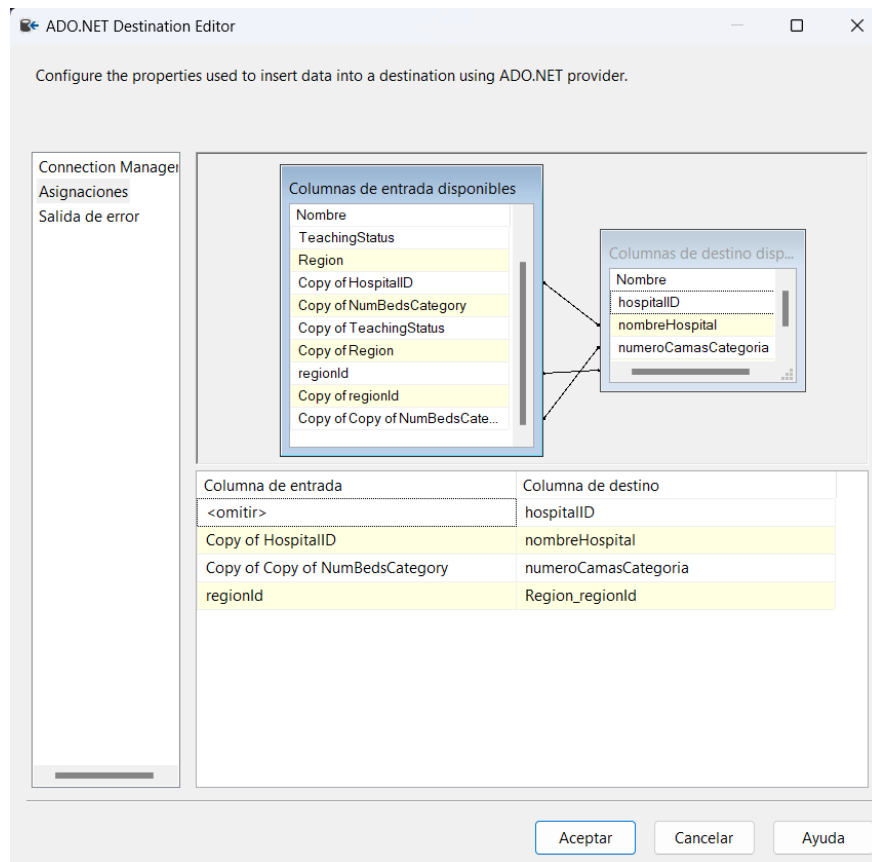 ADO.NET Destination Editor
Configure the properties used to insert data into a destination using ADO.NET provider.
Connection Manager
Asignaciones
Salida de error
Columnas de entrada disponibles
Nombre
TeachingStatus
Region
Copy of HospitalID
Copy of NumBedsCategory
Copy of TeachingStatus
Copy of Region
regionId
Copy of regionId
Copy of Copy of NumBedsCate...
Columnas de destino disp...
Nombre
hospitalID
nombreHospital
numeroCamasCategoria
Columna de entrada Columna de destino
<omitir> hospitalID
Copy of HospitalID nombreHospital
Copy of Copy of NumBedsCategory numeroCamasCategoria
regionId Region_regionId
Aceptar Cancelar Ayuda